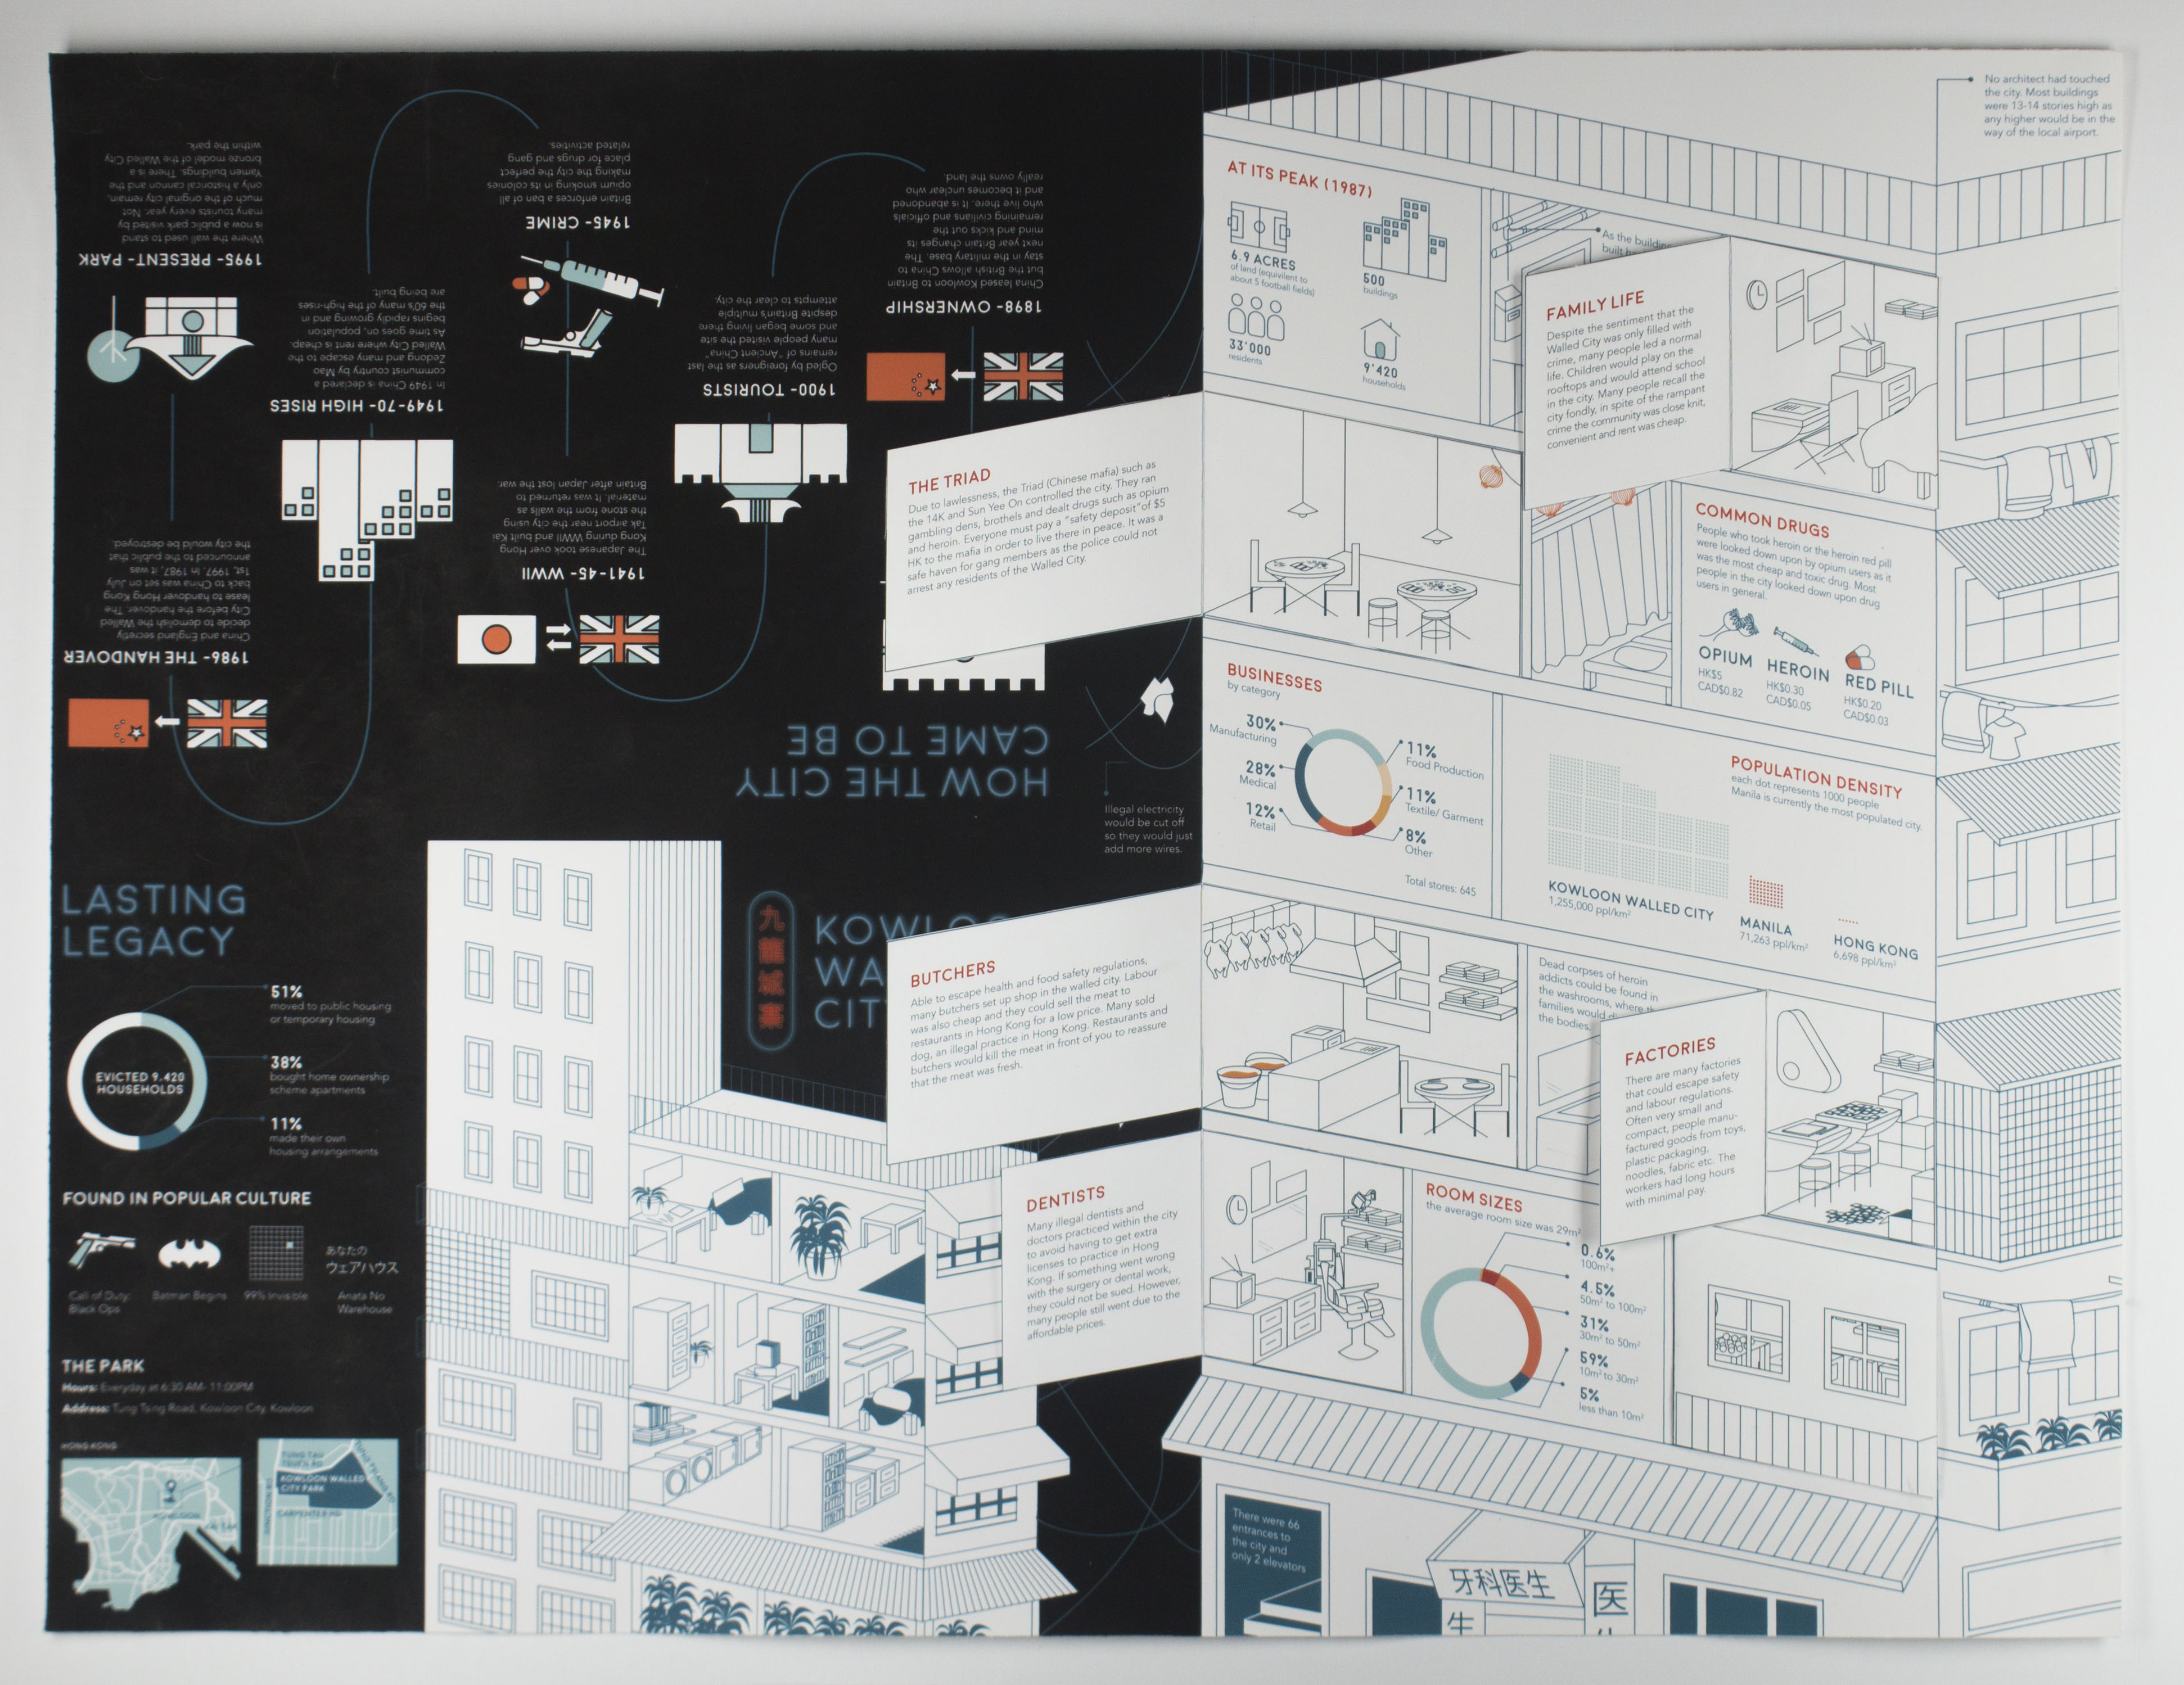 No architect had touched
the city. Most buildings
were 13-14 stories high as
any higher would be in the
way of the local airport.
AT ITS PEAK (1987)
6.9 ACRES
of land (equivilent to
about 5 football fields)
500
buildings
33'000
residents
9'420
households
As the building
built
FAMILY LIFE
Despite the sentiment that the
Walled City was only filled with
crime, many people led a normal
life. Children would play on the
rooftops and would attend school
in the city. Many people recall the
city fondly, in spite of the rampant
crime the community was close knit,
convenient and rent was cheap.
THE TRIAD
Due to lawlessness, the Triad (Chinese mafia) such as
the 14K and Sun Yee On controlled the city. They ran
gambling dens, brothels and dealt drugs such as opium
and heroin. Everyone must pay a "safety deposit"of $5
HK to the mafia in order to live there in peace. It was a
safe haven for gang members as the police could not
arrest any residents of the Walled City.
COMMON DRUGS
People who took heroin or the heroin red pill
were looked down upon by opium users as it
was the most cheap and toxic drug. Most
people in the city looked down upon drug
users in general.
OPIUM
HK$5
CAD$0.82
HEROIN
HK$0.30
CAD$0.05
RED PILL
HK$0.20
CAD$0.03
BUSINESSES
by category
30%
Manufacturing
28%
Medical
12%
Retail
11%
Food Production
11%
Textile/ Garment
8%
Other
Total stores: 645
POPULATION DENSITY
each dot represents 1000 people
Manila is currently the most populated city.
KOWLOON WALLED CITY
1,255,000 ppl/km²
MANILA
71,263 ppl/km²
HONG KONG
6,698 ppl/km²
BUTCHERS
Able to escape health and food safety regulations,
many butchers set up shop in the walled city. Labour
was also cheap and they could sell the meat to
restaurants in Hong Kong for a low price. Many sold
dog, an illegal practice in Hong Kong. Restaurants and
butchers would kill the meat in front of you to reassure
that the meat was fresh.
Dead corpses of heroin
addicts could be found in
the washrooms, where
families would
the bodies.
FACTORIES
There are many factories
that could escape safety
and labour regulations.
Often very small and
compact, people manu-
factured goods from toys,
plastic packaging,
noodles, fabric etc. The
workers had long hours
with minimal pay.
DENTISTS
Many illegal dentists and
doctors practiced within the city
to avoid having to get extra
licenses to practice in Hong
Kong. If something went wrong
with the surgery or dental work,
they could not be sued. However,
many people still went due to the
affordable prices.
ROOM SIZES
the average room size was 29m²
0.6%
100m²+
4.5%
50m² to 100m²
31%
30m² to 50m²
59%
10m² to 30m²
5%
less than 10m²
There were 66
entrances to
the city and
only 2 elevators
牙科医生
生
医
HOW THE CITY
CAME TO BE
1898- OWNERSHIP
China leased Kowloon to Britain
but the British allows China to
stay in the military base. The
next year Britain changes its
mind and kicks out the
remaining civilians and officials
who live there. It is abandoned
and it becomes unclear who
really owns the land.
1900- TOURISTS
Ogled by foreigners as the last
remains of "Ancient China"
many people visited the site
and some began living there
despite Britain's multiple
attempts to clear the city.
1941-45- WWII
The Japanese took over Hong
Kong during WWII and built Kai
Tak airport near the city using
the stone from the walls as
material. It was returned to
Britain after Japan lost the war.
1945- CRIME
Britain enforces a ban of all
opium smoking in its colonies
making the city the perfect
place for drugs and gang
related activities.
1949-70- HIGH RISES
In 1949 China is declared a
communist country by Mao
Zedong and many escape to the
Walled City where rent is cheap.
As time goes on, population
begins rapidly growing and in
the 60's many of the high-rises
are being built.
1986- THE HANDOVER
China and England secretly
decide to demolish the Walled
City before the handover. The
lease to handover Hong Kong
back to China was set on July
1st, 1997. In 1987, it was
announced to the public that
the city would be destroyed.
1995- PRESENT- PARK
Where the wall used to stand
is now a public park visited by
many tourists every year. Not
much of the original city remain,
only a historical cannon and the
Yamen buildings. There is a
bronze model of the Walled City
within the park.
Illegal electricity
would be cut off
so they would just
add more wires.
九龍城寨
KOWLOO
WA
CIT
LASTING
LEGACY
EVICTED 9.420
HOUSEHOLDS
51%
moved to public housing
or temporary housing
38%
bought home ownership
scheme apartments
11%
made their own
housing arrangements
FOUND IN POPULAR CULTURE
Call of Duty:
Black Ops
Batman Begins
99% Invisible
あなたの
ウェアハウス
Anata No
Warehouse
THE PARK
Hours: Everyday at 6:30 AM- 11:00PM
Address: Tung Tsing Road, Kowloon City, Kowloon
HONG KONG
KOWLOON
KAI TAK
TUNG TAU
TSUEN RD
TUNG TSING RD
KOWLOON WALLED
CITY PARK
JUNCTION RD
CARPENTER RD